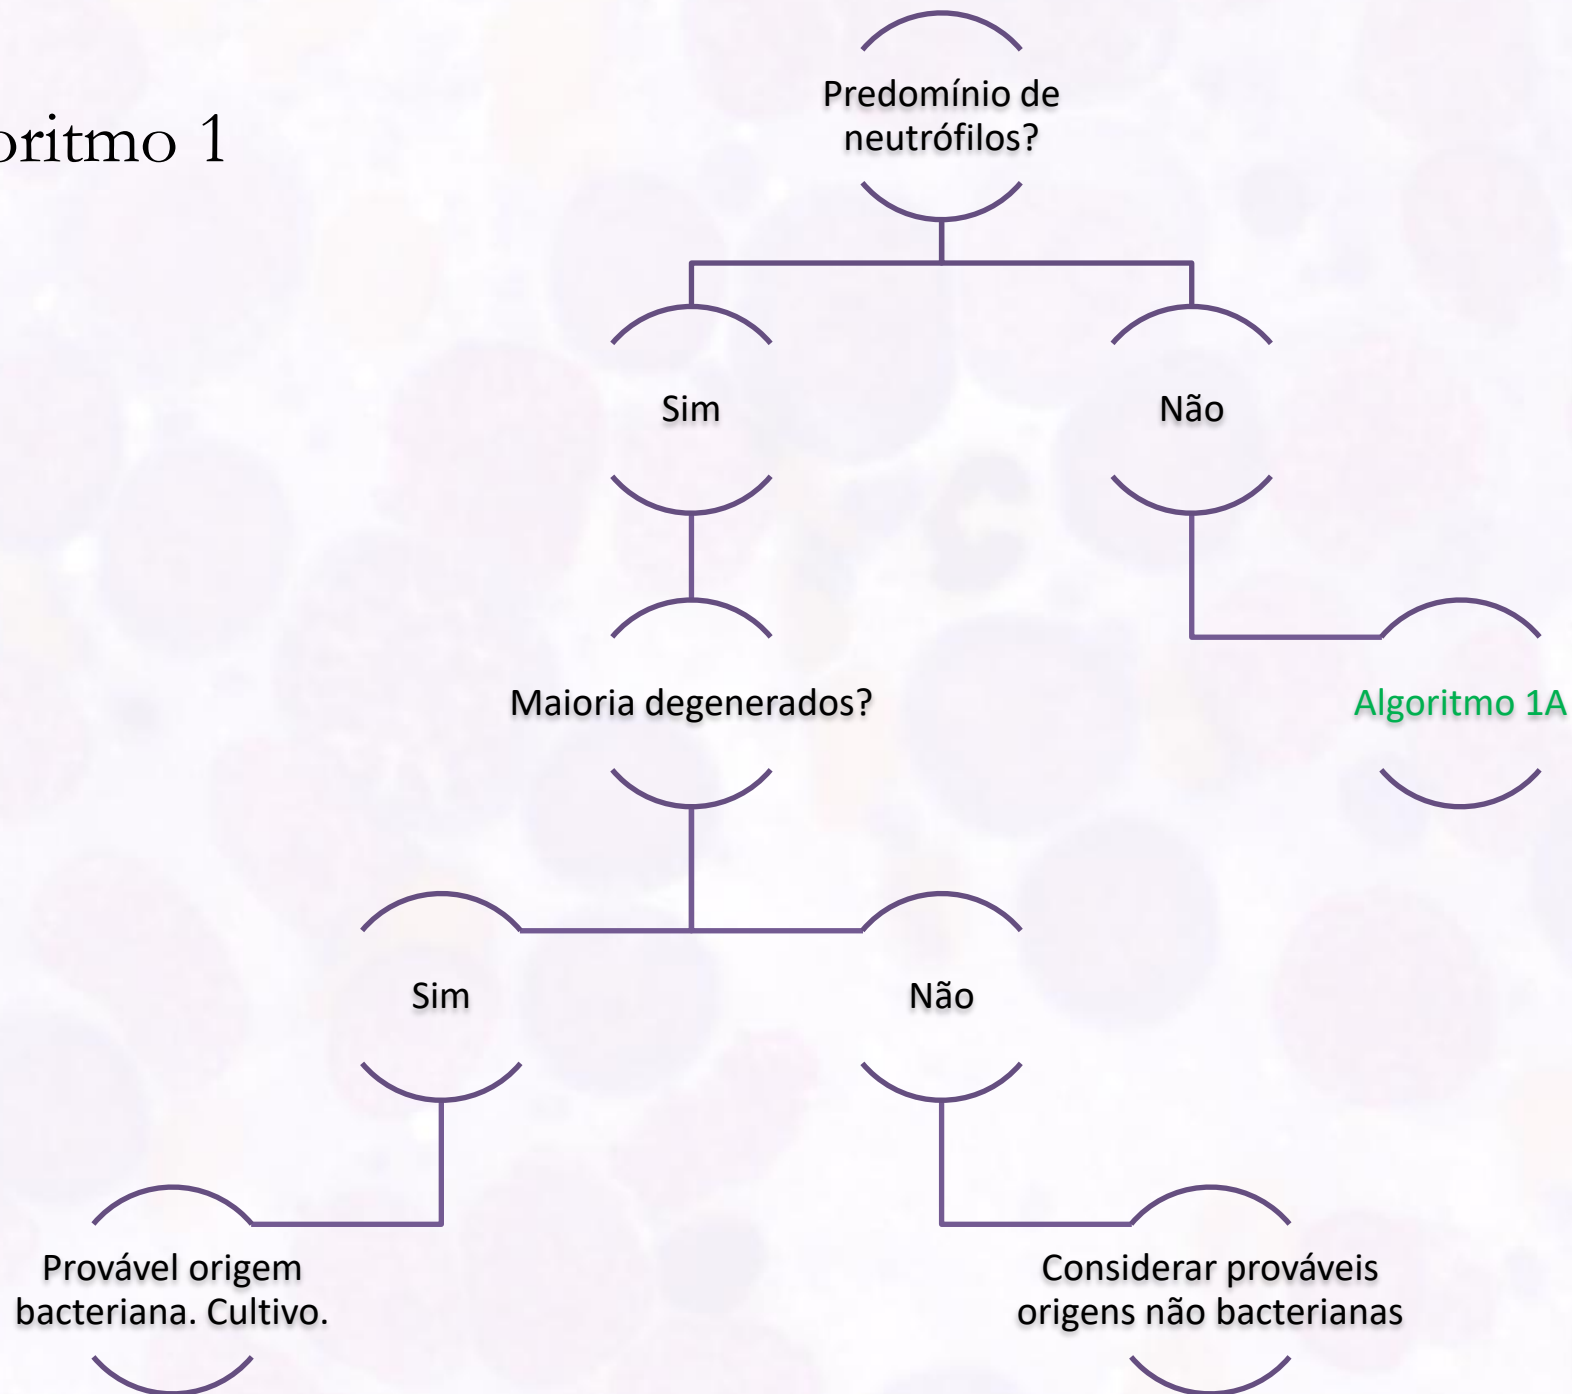 oritmo 1
Predomínio de
neutrófilos?
Sim
Não
Maioria degenerados?
Algoritmo 1A
Sim
Não
Provável origem
bacteriana. Cultivo.
Considerar prováveis
origens não bacterianas